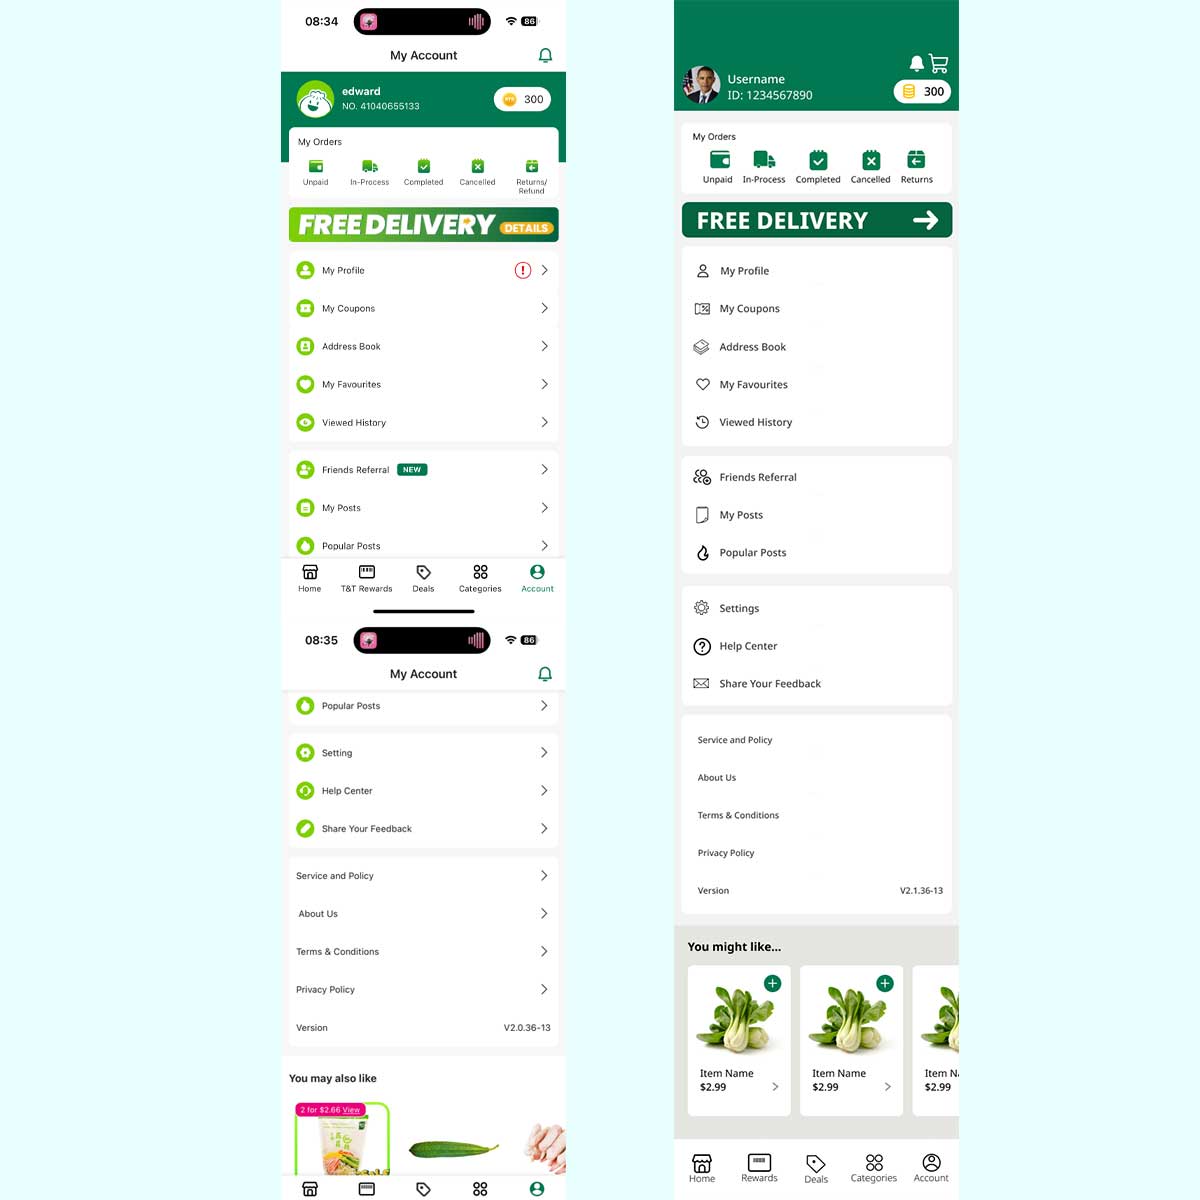 08:34
86
My Account
edward
NO. 41040655133
300
My Orders
Unpaid
In-Process
Completed
Cancelled
Returns/
Refund
FREE DELIVERY
DETAILS
My Profile
My Coupons
Address Book
My Favourites
Viewed History
Friends Referral NEW
My Posts
Popular Posts
Home
T&T Rewards
Deals
Categories
Account
08:35
86
My Account
Popular Posts
Setting
Help Center
Share Your Feedback
Service and Policy
About Us
Terms & Conditions
Privacy Policy
Version V2.0.36-13
You may also like
2 for $2.66 View
Username
ID: 1234567890
300
My Orders
Unpaid
In-Process
Completed
Cancelled
Returns
FREE DELIVERY
My Profile
My Coupons
Address Book
My Favourites
Viewed History
Friends Referral
My Posts
Popular Posts
Settings
Help Center
Share Your Feedback
Service and Policy
About Us
Terms & Conditions
Privacy Policy
Version V2.1.36-13
You might like...
Item Name
$2.99
Item Name
$2.99
Item N
$2.99
Home
Rewards
Deals
Categories
Account